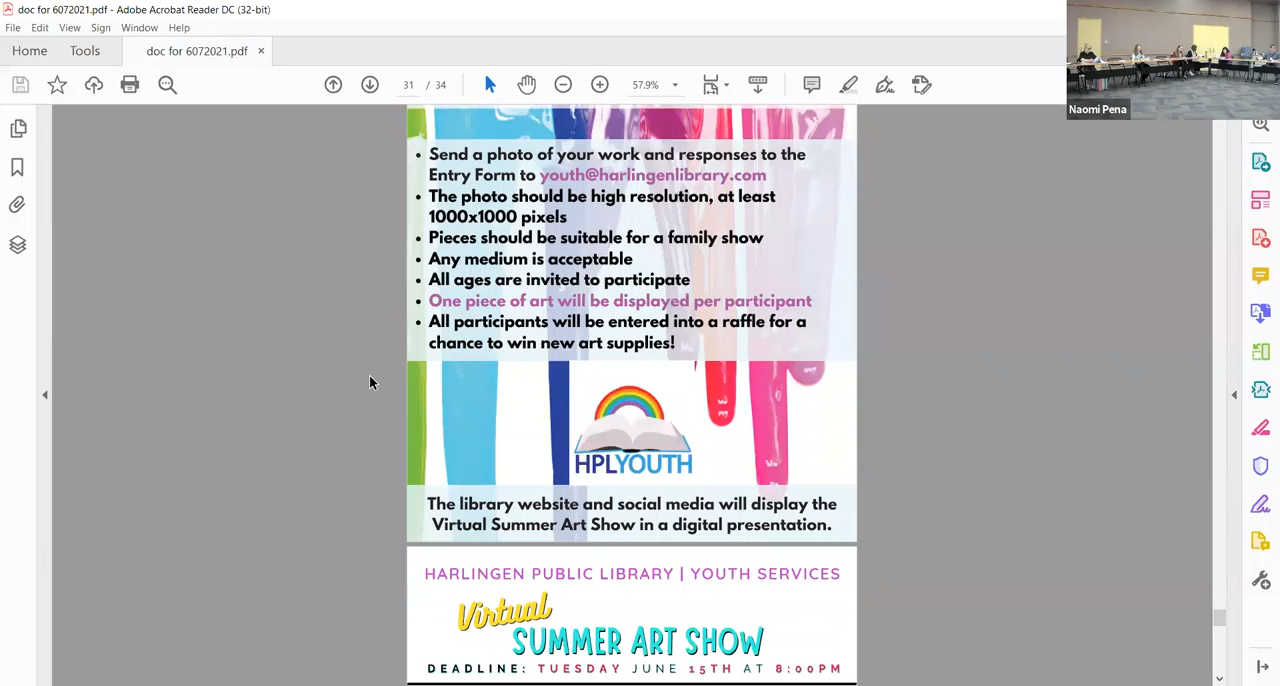 doc for 6072021.pdf - Adobe Acrobat Reader DC (32-bit)
File Edit View Sign Window Help
Home Tools doc for 6072021.pdf ×
31 / 34 57.9%
Naomi Pena
• Send a photo of your work and responses to the
Entry Form to youth@harlingenlibrary.com
• The photo should be high resolution, at least
1000x1000 pixels
• Pieces should be suitable for a family show
• Any medium is acceptable
• All ages are invited to participate
• One piece of art will be displayed per participant
• All participants will be entered into a raffle for a
chance to win new art supplies!
HPLYOUTH
The library website and social media will display the
Virtual Summer Art Show in a digital presentation.
HARLINGEN PUBLIC LIBRARY | YOUTH SERVICES
Virtual
SUMMER ART SHOW
DEADLINE: TUESDAY JUNE 15TH AT 8:00PM